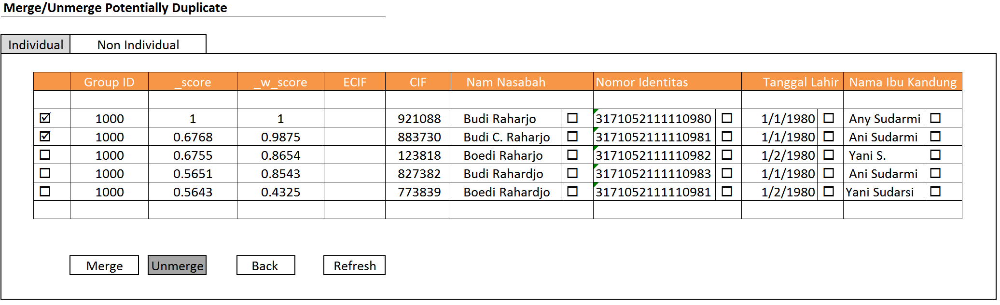 Merge/Unmerge Potentially Duplicate
Individual Non Individual
Group ID _score _w_score ECIF CIF Nam Nasabah Nomor Identitas Tanggal Lahir Nama Ibu Kandung
1000 1 1 921088 Budi Raharjo 3171052111110980 1/1/1980 Any Sudarmi
1000 0.6768 0.9875 883730 Budi C. Raharjo 3171052111110981 1/1/1980 Ani Sudarmi
1000 0.6755 0.8654 123818 Boedi Raharjo 3171052111110982 1/2/1980 Yani S.
1000 0.5651 0.8543 827382 Budi Rahardjo 3171052111110983 1/1/1980 Ani Sudarmi
1000 0.5643 0.4325 773839 Boedi Rahardjo 3171052111110981 1/2/1980 Yani Sudarsi
Merge Unmerge Back Refresh